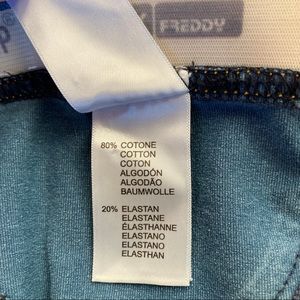 FREDDY
80% COTONE
COTTON
COTON
ALGODÓN
ALGODÃO
BAUMWOLLE
20% ELASTAN
ELASTANE
ÉLASTHANNE
ELASTANO
ELASTANO
ELASTHAN